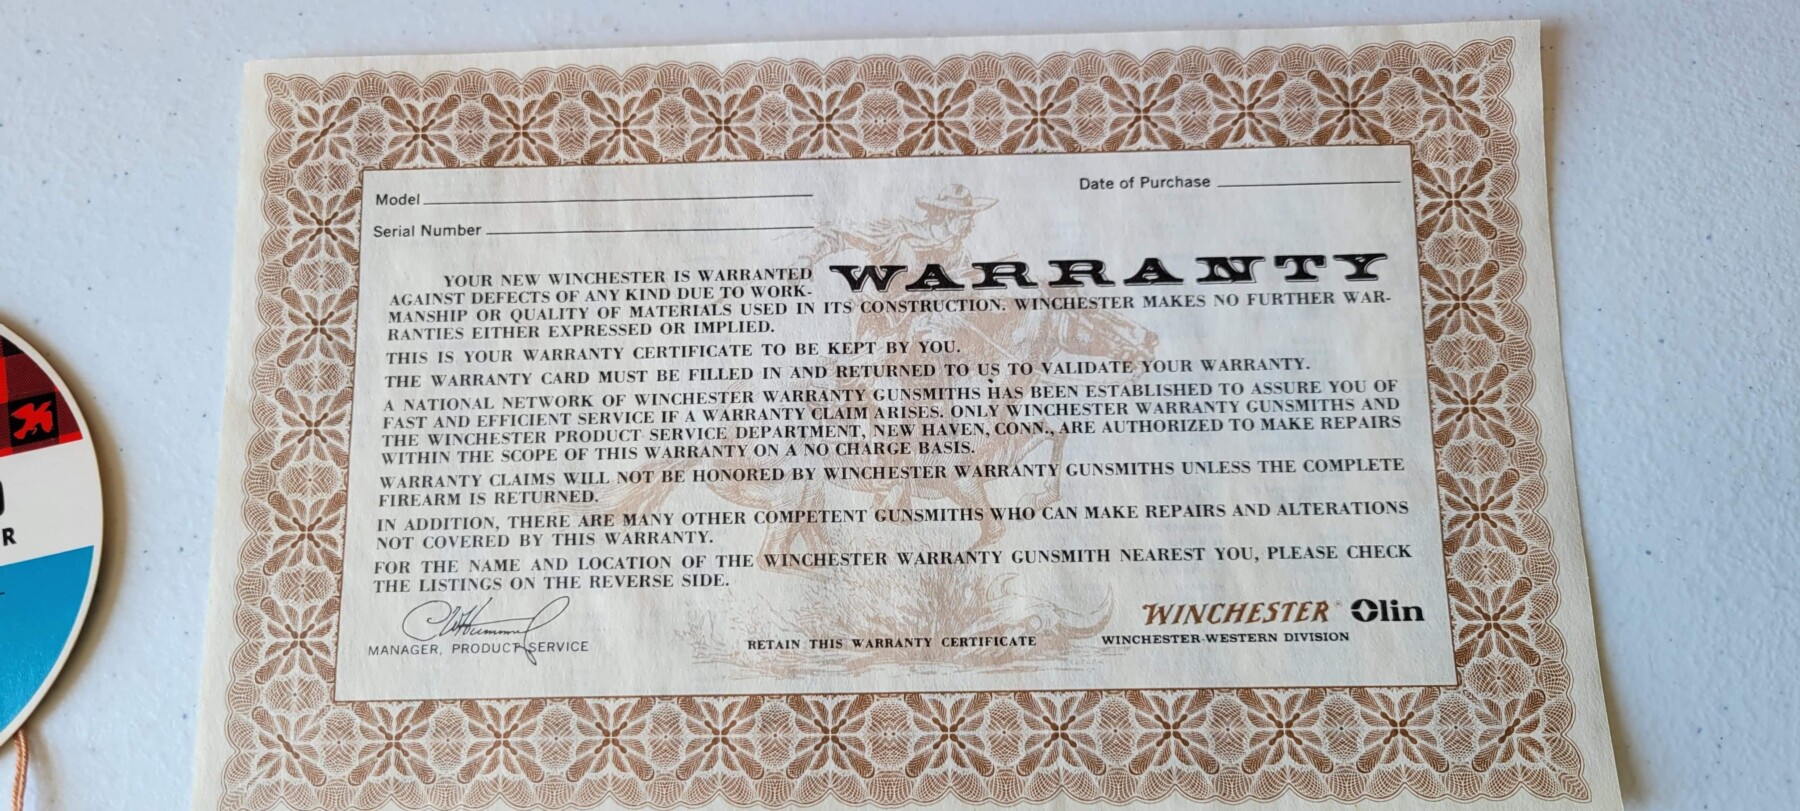 Model
Date of Purchase
Serial Number
WARRANTY
YOUR NEW WINCHESTER IS WARRANTED
AGAINST DEFECTS OF ANY KIND DUE TO WORK-
MANSHIP OR QUALITY OF MATERIALS USED IN ITS CONSTRUCTION. WINCHESTER MAKES NO FURTHER WAR-
RANTIES EITHER EXPRESSED OR IMPLIED.
THIS IS YOUR WARRANTY CERTIFICATE TO BE KEPT BY YOU.
THE WARRANTY CARD MUST BE FILLED IN AND RETURNED TO US TO VALIDATE YOUR WARRANTY.
A NATIONAL NETWORK OF WINCHESTER WARRANTY GUNSMITHS HAS BEEN ESTABLISHED TO ASSURE YOU OF
FAST AND EFFICIENT SERVICE IF A WARRANTY CLAIM ARISES. ONLY WINCHESTER WARRANTY GUNSMITHS AND
THE WINCHESTER PRODUCT SERVICE DEPARTMENT, NEW HAVEN, CONN., ARE AUTHORIZED TO MAKE REPAIRS
WITHIN THE SCOPE OF THIS WARRANTY ON A NO CHARGE BASIS.
WARRANTY CLAIMS WILL NOT BE HONORED BY WINCHESTER WARRANTY GUNSMITHS UNLESS THE COMPLETE
FIREARM IS RETURNED.
IN ADDITION, THERE ARE MANY OTHER COMPETENT GUNSMITHS WHO CAN MAKE REPAIRS AND ALTERATIONS
NOT COVERED BY THIS WARRANTY.
FOR THE NAME AND LOCATION OF THE WINCHESTER WARRANTY GUNSMITH NEAREST YOU, PLEASE CHECK
THE LISTINGS ON THE REVERSE SIDE.
MANAGER, PRODUCT SERVICE
RETAIN THIS WARRANTY CERTIFICATE
WINCHESTER® Olin
WINCHESTER-WESTERN DIVISION
R